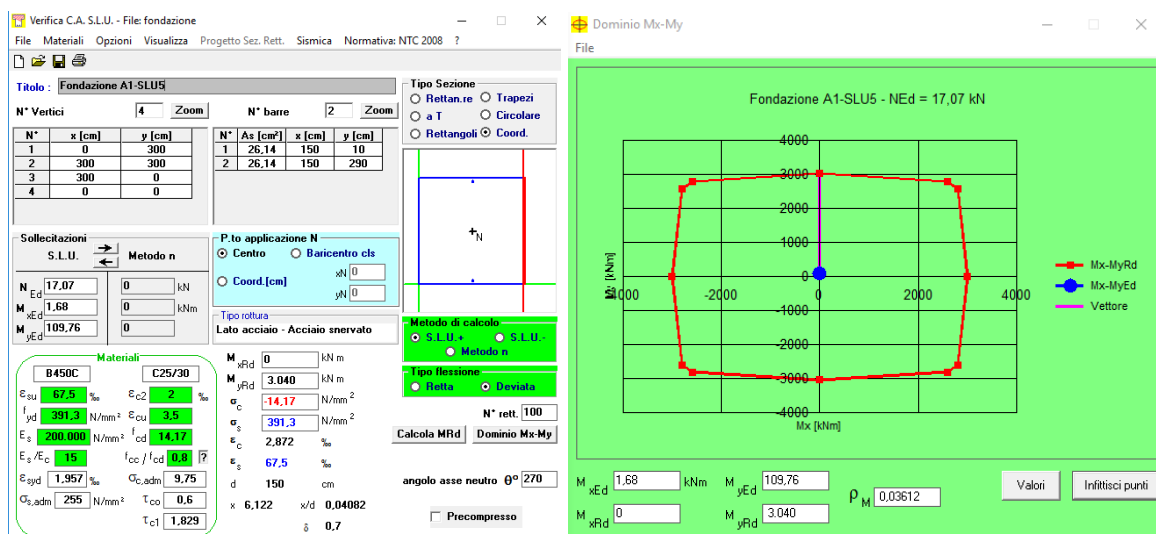 Verifica C.A. S.L.U. - File: fondazione
File Materiali Opzioni Visualizza Progetto Sez. Rett. Sismica Normativa: NTC 2008 ?
Titolo : Fondazione A1-SLU5
N° Vertici 4 Zoom N° barre 2 Zoom
N° x [cm] y [cm]
1 0 300
2 300 300
3 300 0
4 0 0
N° As [cm²] x [cm] y [cm]
1 26,14 150 10
2 26,14 150 290
Tipo Sezione
Rettan.re Trapezi
a T Circolare
Rettangoli Coord.
N
Sollecitazioni
S.L.U. Metodo n
N Ed 17,07 0 kN
M xEd 1,68 0 kNm
M yEd 109,76 0
P.to applicazione N
Centro Baricentro cls
Coord.[cm] xN 0
yN 0
Tipo rottura
Lato acciaio - Acciaio snervato
Metodo di calcolo
S.L.U.+ S.L.U.-
Metodo n
Tipo flessione
Retta Deviata
N° rett. 100
Calcola MRd Dominio Mx-My
angolo asse neutro θ° 270
Precompresso
Materiali
B450C C25/30
εsu 67,5 ‰ εc2 2 ‰
fyd 391,3 N/mm² εcu 3,5
Es 200.000 N/mm² fcd 14,17
Es/Ec 15 fcc / fcd 0,8 ?
εsyd 1,957 ‰ σc,adm 9,75
σs,adm 255 N/mm² τco 0,6
τc1 1,829
M xRd 0 kN m
M yRd 3.040 kN m
σc -14,17 N/mm²
σs 391,3 N/mm²
εc 2,872 ‰
εs 67,5 ‰
d 150 cm
x 6,122 x/d 0,04082
δ 0,7
Dominio Mx-My
File
Fondazione A1-SLU5 - NEd = 17,07 kN
4000
3000
2000
1000
0
-1000
-2000
-3000
-4000
-4000 -2000 0 2000 4000
My [kNm]
Mx [kNm]
Mx-MyRd
Mx-MyEd
Vettore
M xEd 1,68 kNm M yEd 109,76
M xRd 0 M yRd 3.040
ρM 0,03612
Valori Infittisci punti